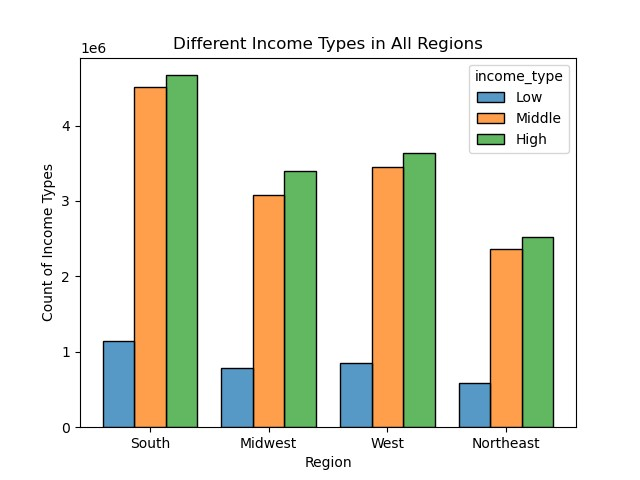 Different Income Types in All Regions
1e6
income_type
Low
Middle
High
Count of Income Types
4
3
2
1
0
South Midwest West Northeast
Region